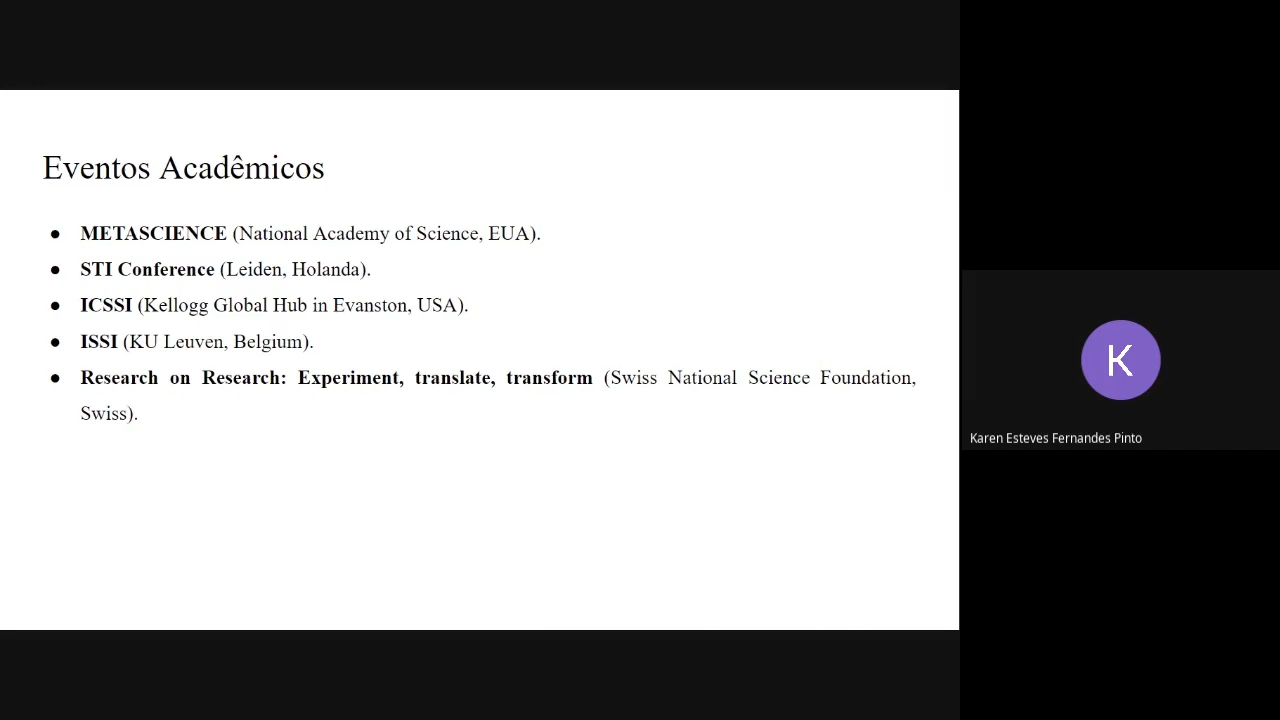 Eventos Acadêmicos
● METASCIENCE (National Academy of Science, EUA).
● STI Conference (Leiden, Holanda).
● ICSSI (Kellogg Global Hub in Evanston, USA).
● ISSI (KU Leuven, Belgium).
● Research on Research: Experiment, translate, transform (Swiss National Science Foundation,
Swiss).
K
Karen Esteves Fernandes Pinto